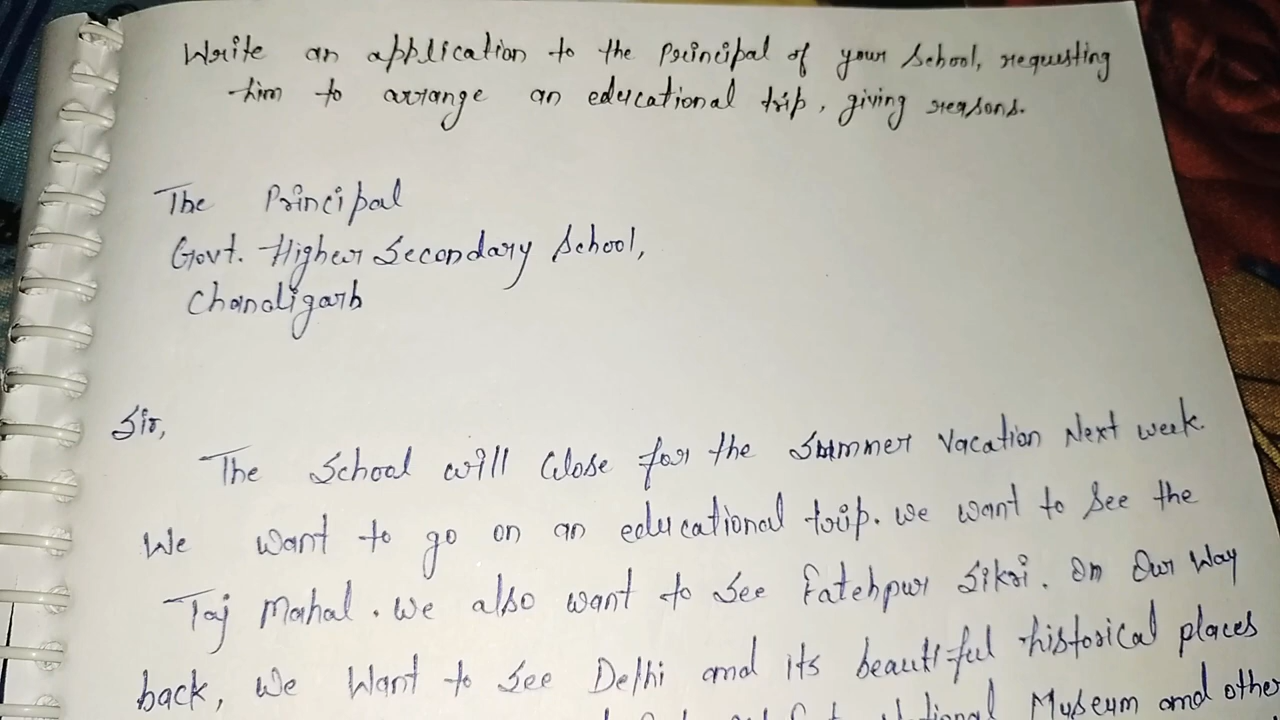 Write an application to the Principal of your School, requesting
him to arrange an educational trip, giving reasons.
The Principal
Govt. Higher Secondary School,
Chandigarh
Sir,
The School will Close for the Summer Vacation Next week.
We want to go on an educational trip. We want to See the
Taj Mahal. We also want to See Fatehpur Sikri. On Our Way
back, We Want to See Delhi and its beautiful historical places
Museum and other